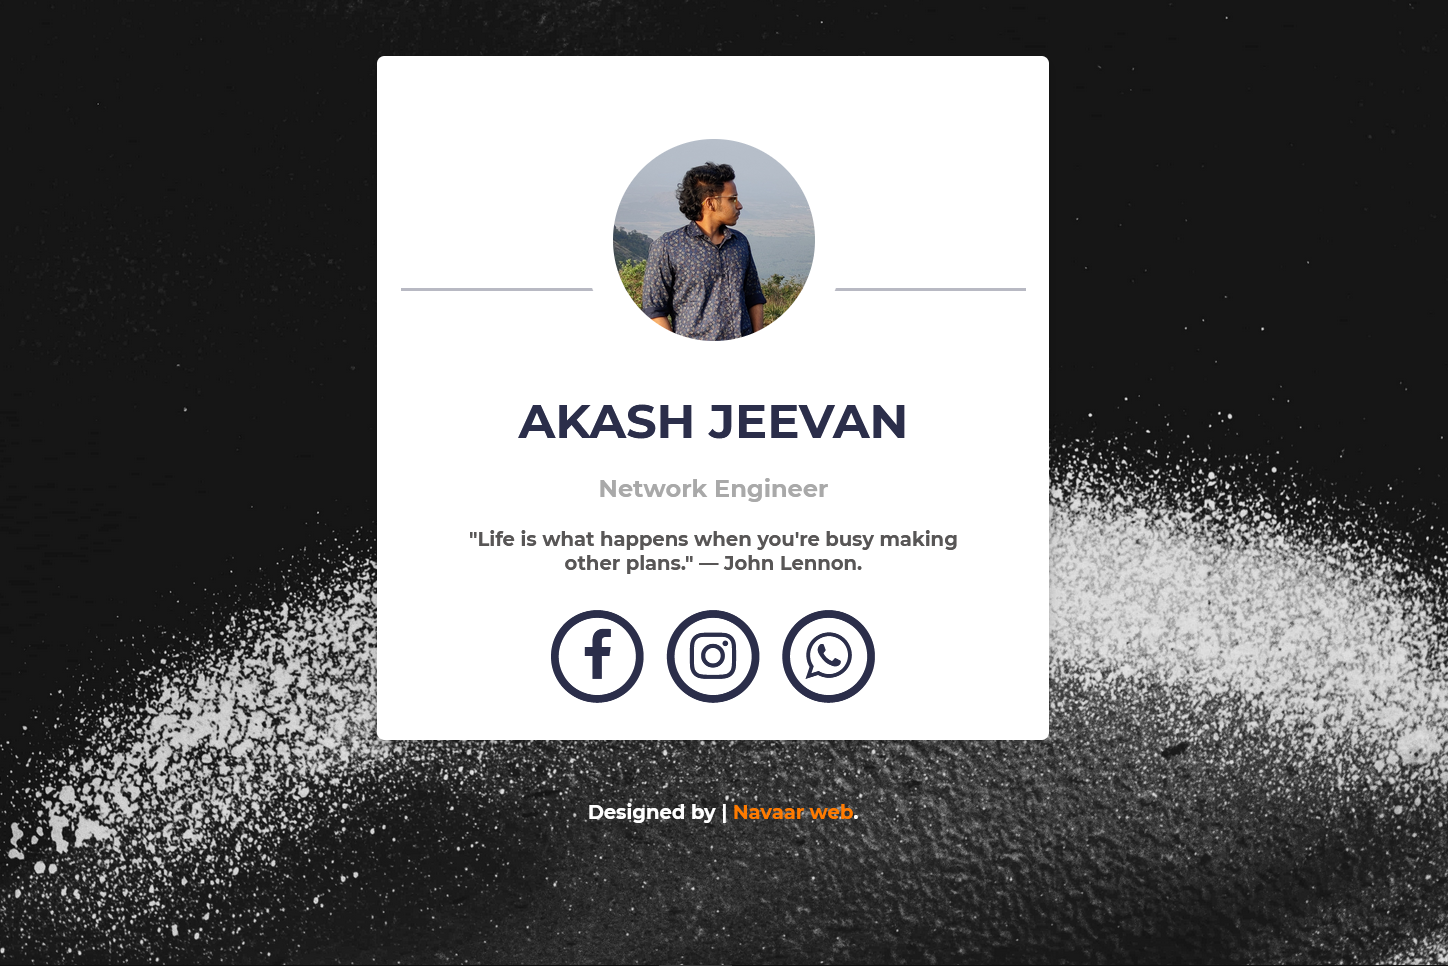 AKASH JEEVAN
Network Engineer
"Life is what happens when you're busy making
other plans." — John Lennon.
Designed by | Navaar web.